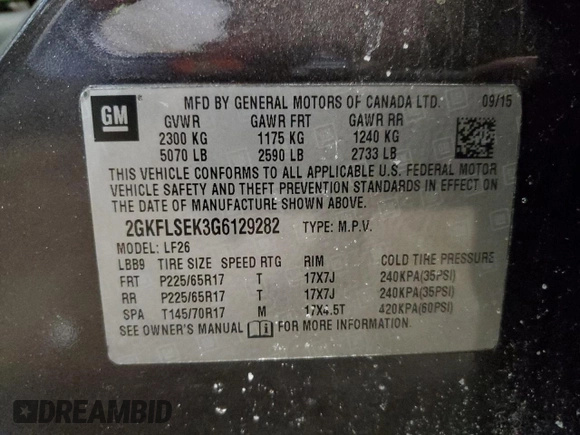 GM
MFD BY GENERAL MOTORS OF CANADA LTD. 09/15
GVWR GAWR FRT GAWR RR
2300 KG 1175 KG 1240 KG
5070 LB 2590 LB 2733 LB
THIS VEHICLE CONFORMS TO ALL APPLICABLE U.S. FEDERAL MOTOR
VEHICLE SAFETY AND THEFT PREVENTION STANDARDS IN EFFECT ON
THE DATE OF MANUFACTURE SHOWN ABOVE.
2GKFLSEK3G6129282 TYPE: M.P.V.
MODEL: LF26
LBB9 TIRE SIZE SPEED RTG RIM COLD TIRE PRESSURE
FRT P225/65R17 T 17X7J 240KPA(35PSI)
RR P225/65R17 T 17X7J 240KPA(35PSI)
SPA T145/70R17 M 17X4.5T 420KPA(60PSI)
SEE OWNER'S MANUAL FOR MORE INFORMATION.
DREAMBID